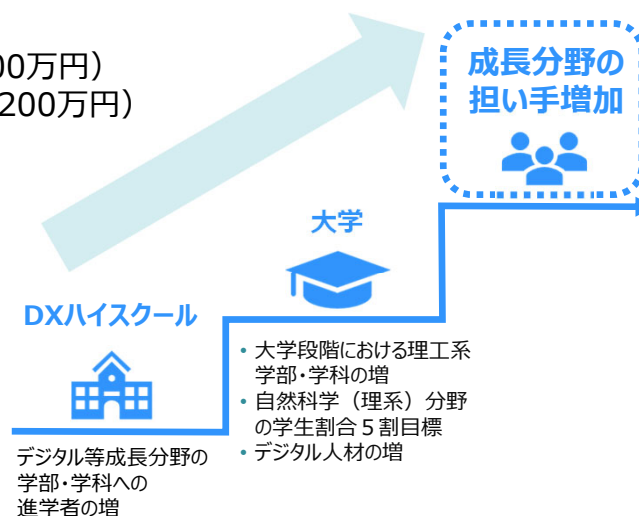 00万円）
200万円）
成長分野の
担い手増加
大学
DXハイスクール
・大学段階における理工系
学部・学科の増
・自然科学（理系）分野
の学生割合５割目標
・デジタル人材の増
デジタル等成長分野の
学部・学科への
進学者の増